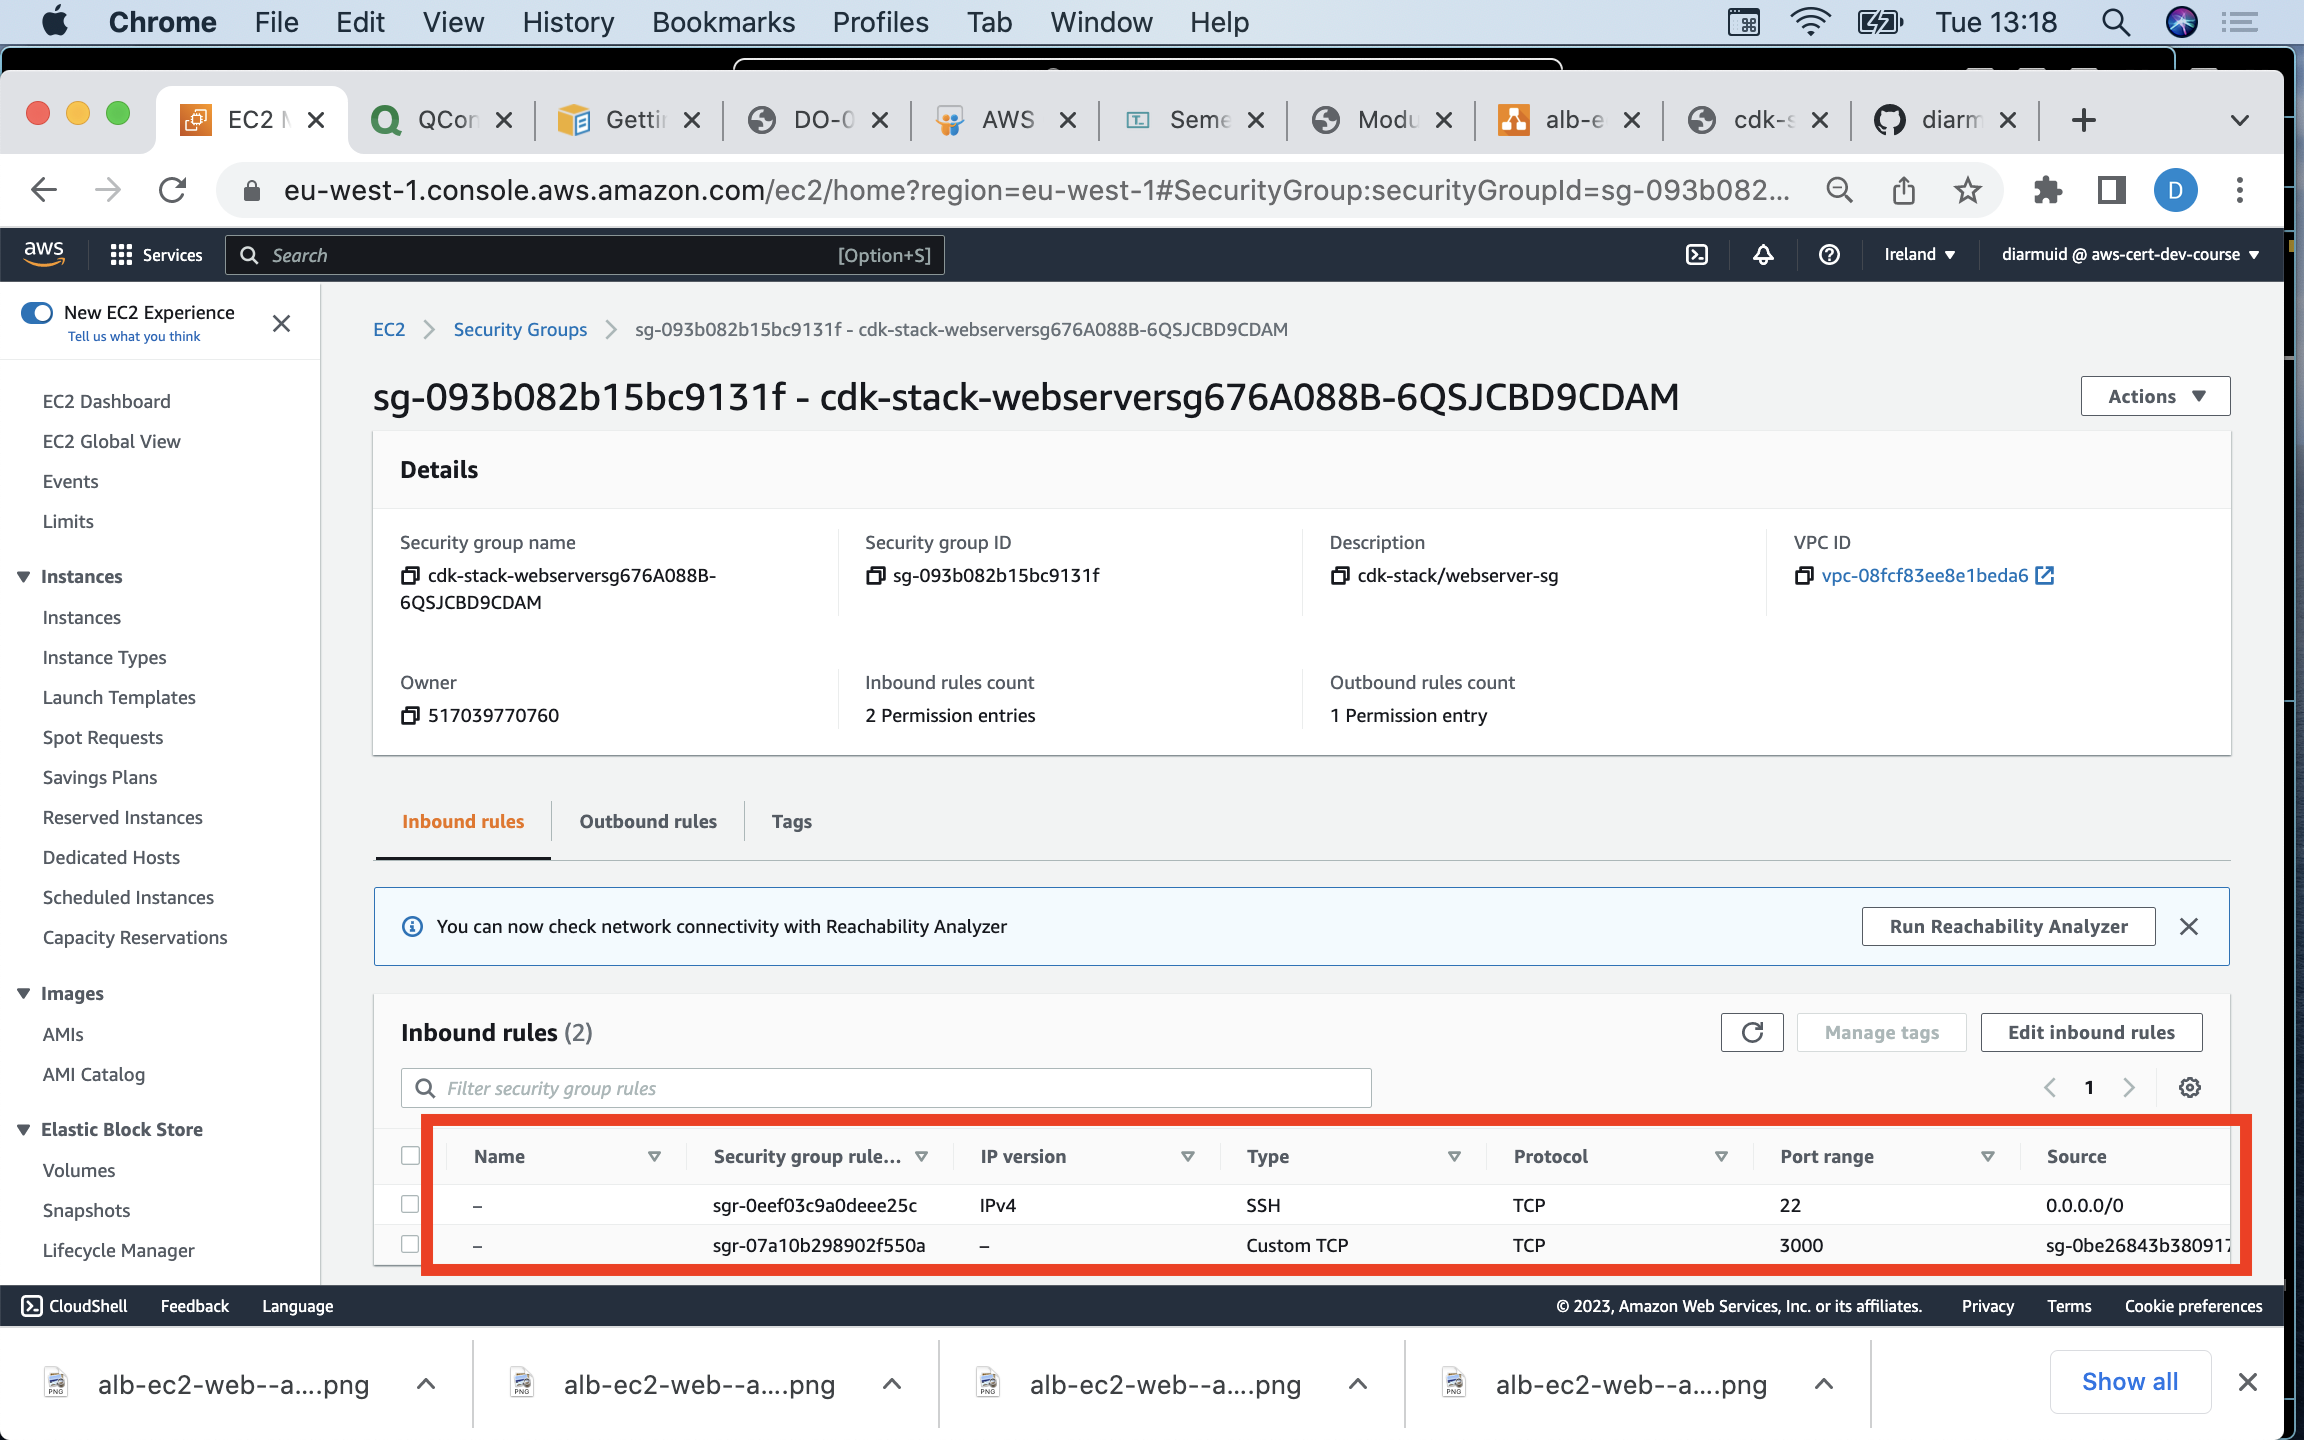 Chrome File Edit View History Bookmarks Profiles Tab Window Help Tue 13:18
EC2 M QCon Gettin DO-0 AWS Seme Modu alb-e cdk-s diarm
eu-west-1.console.aws.amazon.com/ec2/home?region=eu-west-1#SecurityGroup:securityGroupId=sg-093b082... D
aws Services Search [Option+S] Ireland diarmuid @ aws-cert-dev-course
New EC2 Experience
Tell us what you think
EC2 Dashboard
EC2 Global View
Events
Limits
Instances
Instances
Instance Types
Launch Templates
Spot Requests
Savings Plans
Reserved Instances
Dedicated Hosts
Scheduled Instances
Capacity Reservations
Images
AMIs
AMI Catalog
Elastic Block Store
Volumes
Snapshots
Lifecycle Manager
EC2 Security Groups sg-093b082b15bc9131f - cdk-stack-webserversg676A088B-6QSJCBD9CDAM
sg-093b082b15bc9131f - cdk-stack-webserversg676A088B-6QSJCBD9CDAM
Actions
Details
Security group name
cdk-stack-webserversg676A088B-
6QSJCBD9CDAM
Security group ID
sg-093b082b15bc9131f
Description
cdk-stack/webserver-sg
VPC ID
vpc-08fcf83ee8e1beda6
Owner
517039770760
Inbound rules count
2 Permission entries
Outbound rules count
1 Permission entry
Inbound rules Outbound rules Tags
You can now check network connectivity with Reachability Analyzer Run Reachability Analyzer
Inbound rules (2) Manage tags Edit inbound rules
Filter security group rules 1
Name Security group rule... IP version Type Protocol Port range Source
– sgr-0eef03c9a0deee25c IPv4 SSH TCP 22 0.0.0.0/0
– sgr-07a10b298902f550a – Custom TCP TCP 3000 sg-0be26843b380917
CloudShell Feedback Language © 2023, Amazon Web Services, Inc. or its affiliates. Privacy Terms Cookie preferences
alb-ec2-web--a....png alb-ec2-web--a....png alb-ec2-web--a....png alb-ec2-web--a....png Show all